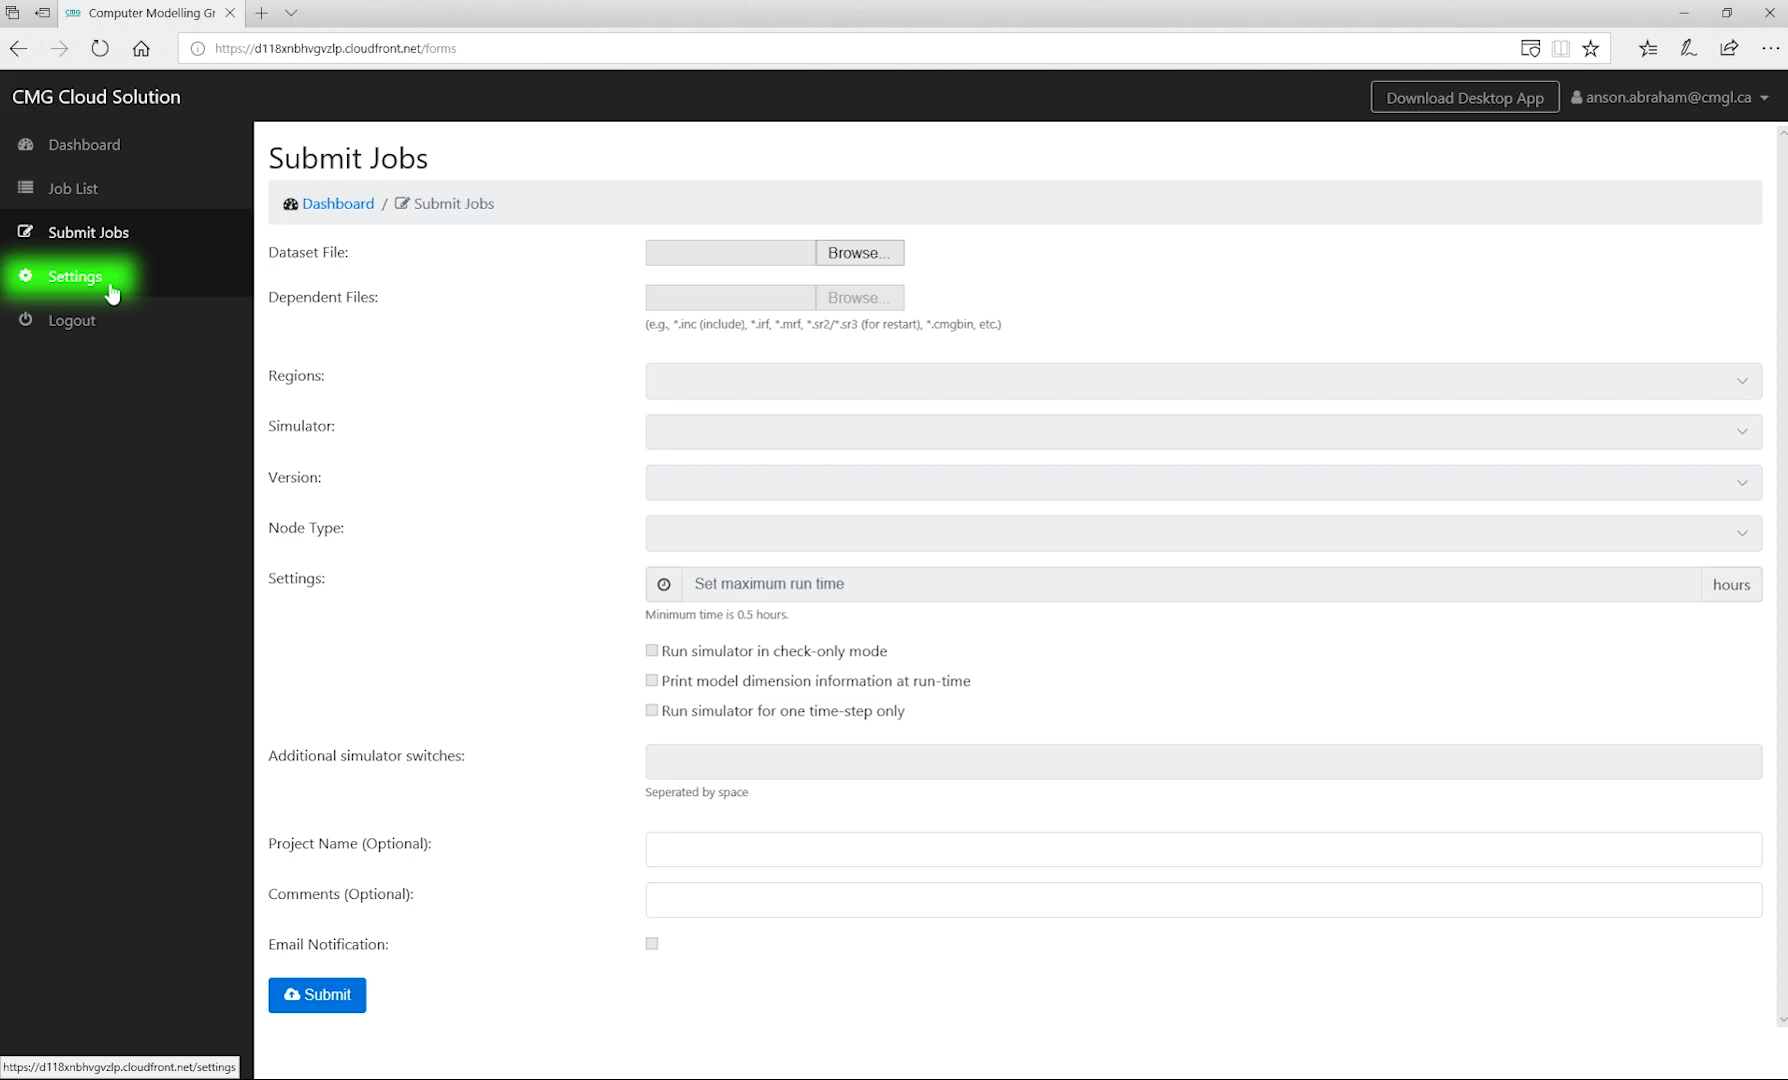 cmg Computer Modelling Gr
https://d118xnbhvgvzlp.cloudfront.net/forms
CMG Cloud Solution
Download Desktop App
anson.abraham@cmgl.ca
Dashboard
Job List
Submit Jobs
Settings
Logout
Submit Jobs
Dashboard / Submit Jobs
Dataset File:
Browse...
Dependent Files:
Browse...
(e.g., *.inc (include), *.irf, *.mrf, *.sr2/*.sr3 (for restart), *.cmgbin, etc.)
Regions:
Simulator:
Version:
Node Type:
Settings:
Set maximum run time
hours
Minimum time is 0.5 hours.
Run simulator in check-only mode
Print model dimension information at run-time
Run simulator for one time-step only
Additional simulator switches:
Seperated by space
Project Name (Optional):
Comments (Optional):
Email Notification:
Submit
https://d118xnbhvgvzlp.cloudfront.net/settings